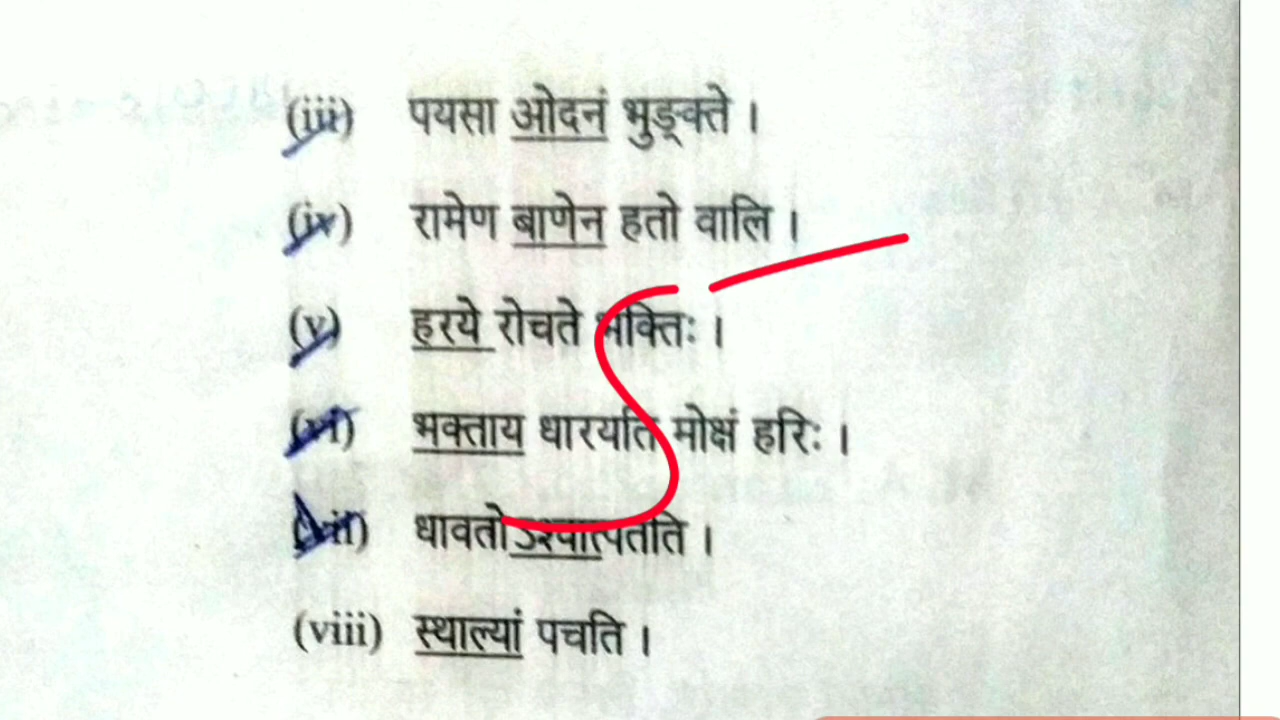 (iii) पयसा ओदनं भुङ्क्ते ।
(iv) रामेण बाणेन हतो वालि ।
(v) हरये रोचते भक्तिः ।
(vi) भक्ताय धारयति मोक्षं हरिः ।
(vii) धावतोऽश्वात्पतति ।
(viii) स्थाल्यां पचति ।